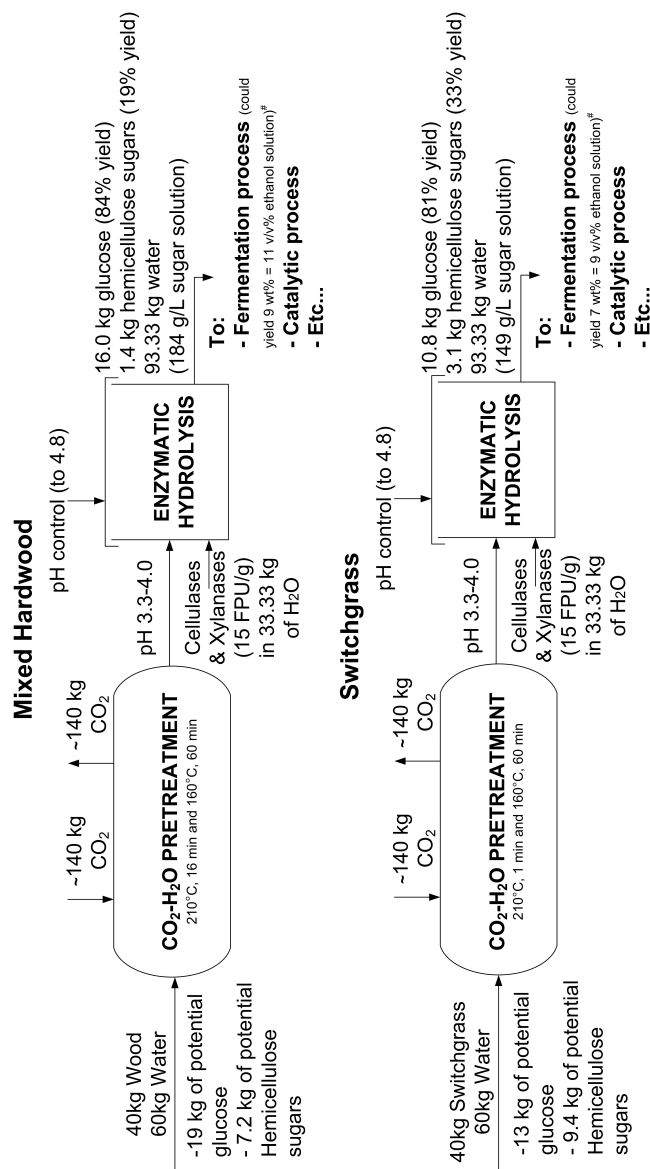 Mixed Hardwood
40kg Wood
60kg Water
-19 kg of potential
glucose
- 7.2 kg of potential
Hemicellulose
sugars
~140 kg
CO2
~140 kg
CO2
CO2-H2O PRETREATMENT
210°C, 16 min and 160°C, 60 min
pH 3.3-4.0
Cellulases
& Xylanases
(15 FPU/g)
in 33.33 kg
of H2O
pH control (to 4.8)
ENZYMATIC
HYDROLYSIS
16.0 kg glucose (84% yield)
1.4 kg hemicellulose sugars (19% yield)
93.33 kg water
(184 g/L sugar solution)
To:
- Fermentation process (could
yield 9 wt% = 11 v/v% ethanol solution)#
- Catalytic process
- Etc...
Switchgrass
40kg Switchgrass
60kg Water
-13 kg of potential
glucose
- 9.4 kg of potential
Hemicellulose
sugars
~140 kg
CO2
~140 kg
CO2
CO2-H2O PRETREATMENT
210°C, 1 min and 160°C, 60 min
pH 3.3-4.0
Cellulases
& Xylanases
(15 FPU/g)
in 33.33 kg
of H2O
pH control (to 4.8)
ENZYMATIC
HYDROLYSIS
10.8 kg glucose (81% yield)
3.1 kg hemicellulose sugars (33% yield)
93.33 kg water
(149 g/L sugar solution)
To:
- Fermentation process (could
yield 7 wt% = 9 v/v% ethanol solution)#
- Catalytic process
- Etc...